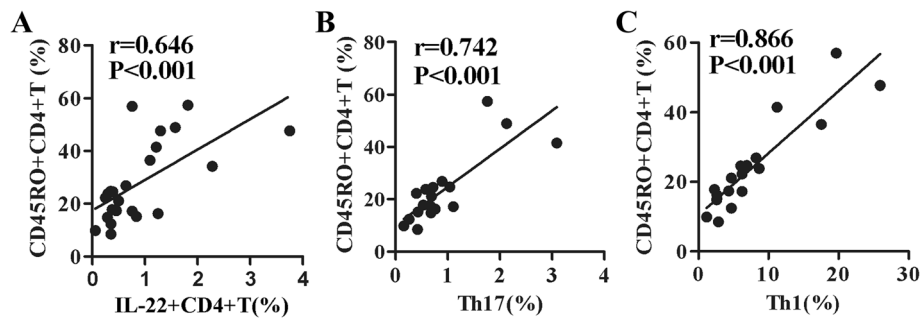 A
r=0.646
P<0.001
CD45RO+CD4+T (%)
80
60
40
20
0
0
1
2
3
4
IL-22+CD4+T(%)
B
r=0.742
P<0.001
CD45RO+CD4+T (%)
80
60
40
20
0
0
1
2
3
4
Th17(%)
C
r=0.866
P<0.001
CD45RO+CD4+T(%)
60
40
20
0
0
10
20
30
Th1(%)